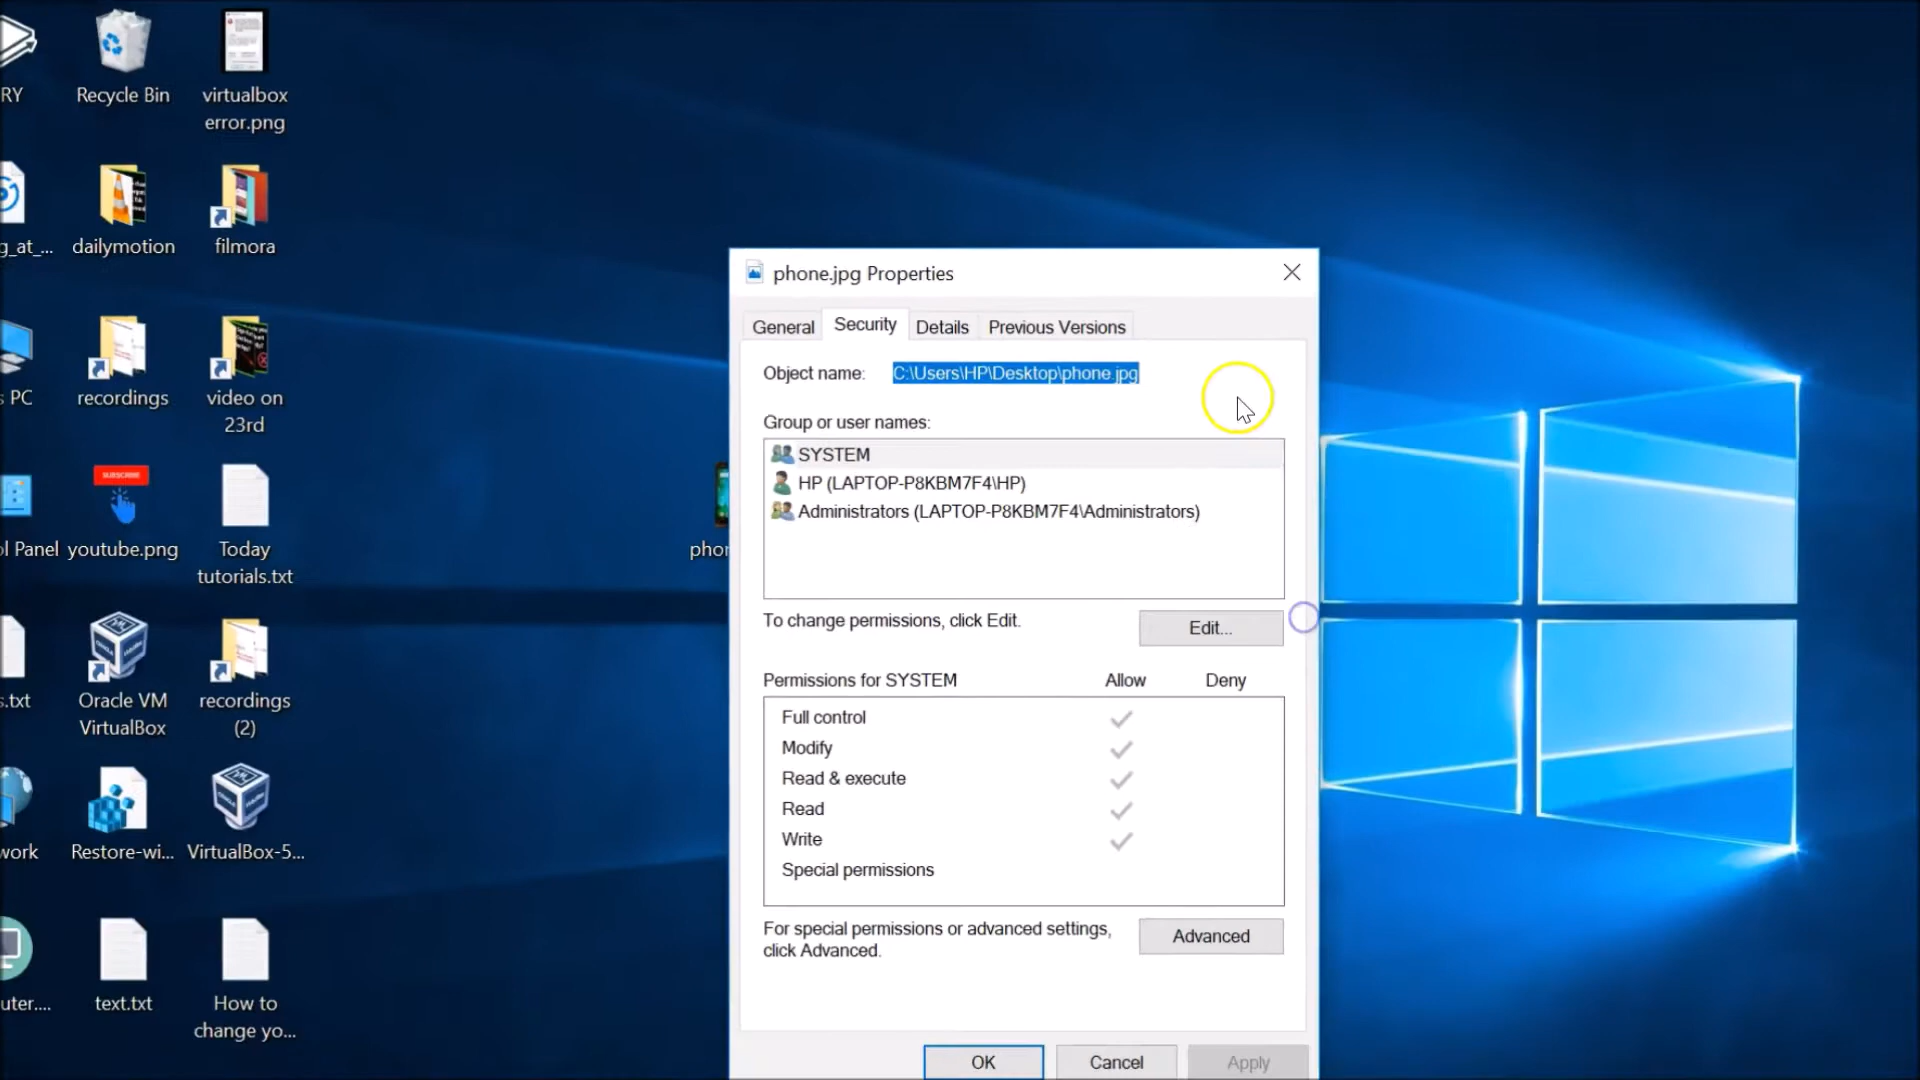 RY
Recycle Bin
virtualbox
error.png
g_at_...
dailymotion
filmora
s PC
recordings
video on
23rd
SUBSCRIBE
ol Panel
youtube.png
Today
tutorials.txt
s.txt
Oracle VM
VirtualBox
recordings
(2)
work
Restore-wi...
VirtualBox-5...
uter....
text.txt
How to
change yo...
phon
phone.jpg Properties
General
Security
Details
Previous Versions
Object name:
C:\Users\HP\Desktop\phone.jpg
Group or user names:
SYSTEM
HP (LAPTOP-P8KBM7F4\HP)
Administrators (LAPTOP-P8KBM7F4\Administrators)
To change permissions, click Edit.
Edit...
Permissions for SYSTEM
Allow
Deny
Full control
Modify
Read & execute
Read
Write
Special permissions
For special permissions or advanced settings,
click Advanced.
Advanced
OK
Cancel
Apply